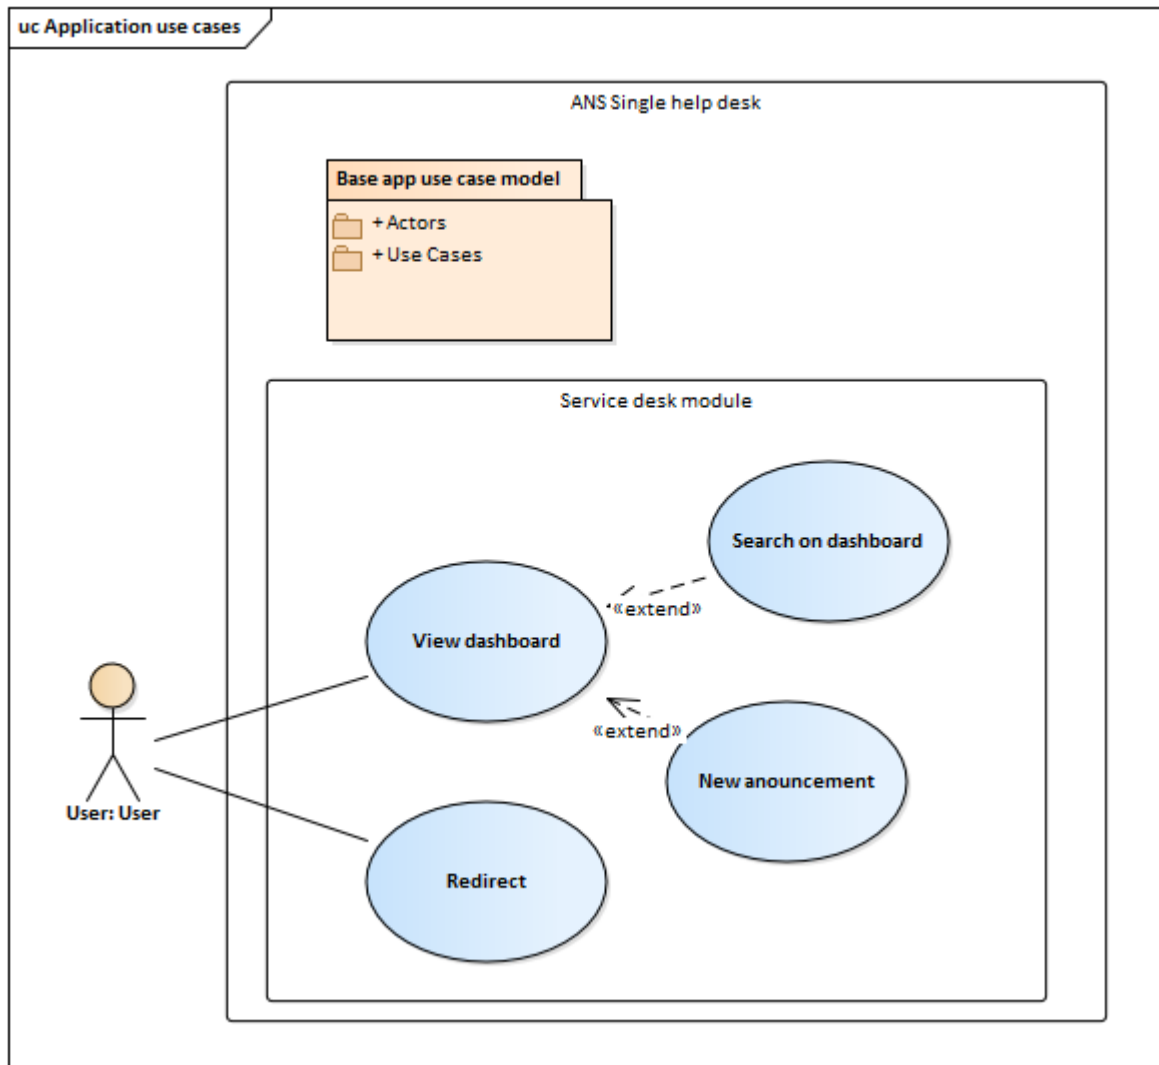 uc Application use cases
ANS Single help desk
Base app use case model
+ Actors
+ Use Cases
Service desk module
Search on dashboard
«extend»
View dashboard
«extend»
New anouncement
User: User
Redirect